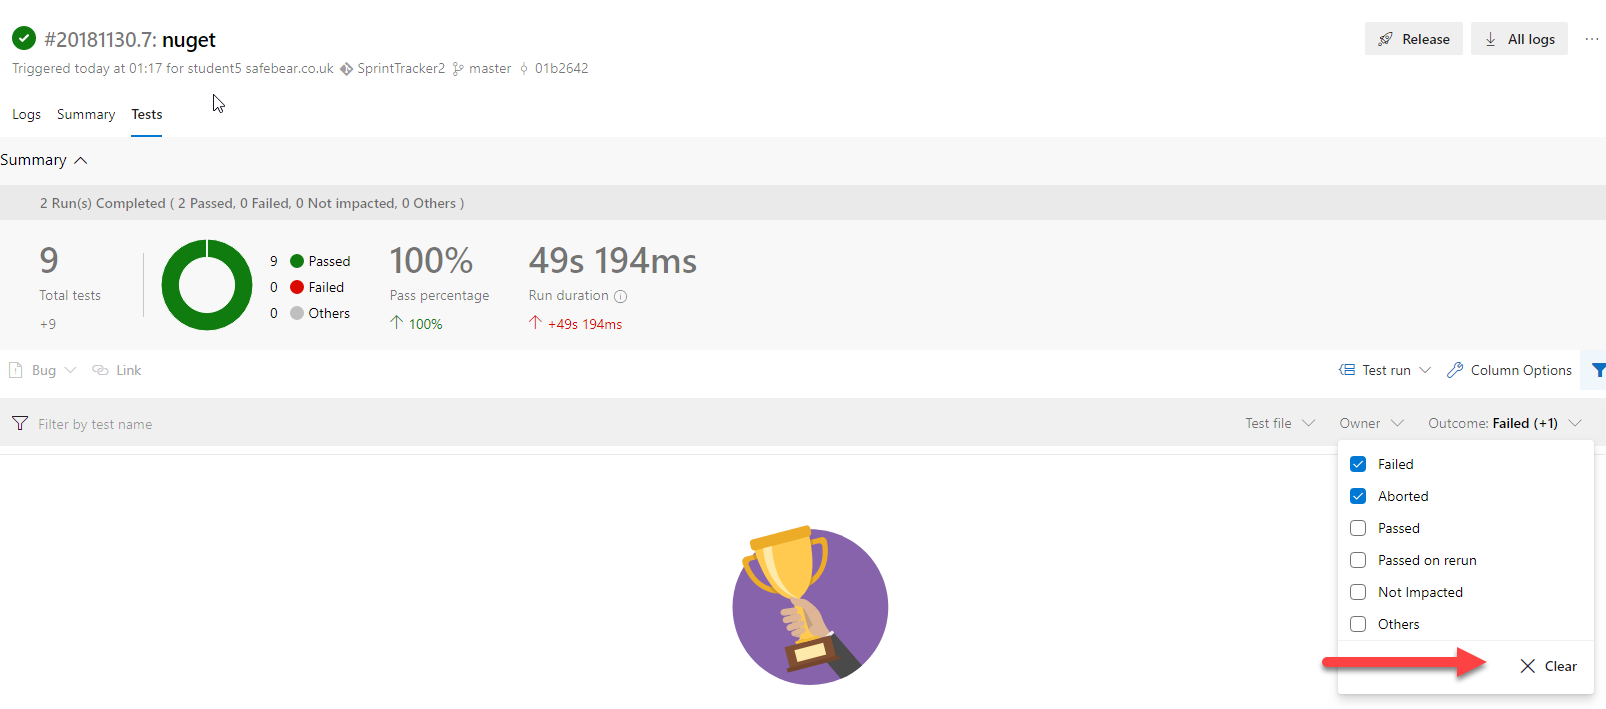 #20181130.7: nuget
Release
All logs
Triggered today at 01:17 for student5 safebear.co.uk SprintTracker2 master 01b2642
Logs Summary Tests
Summary
2 Run(s) Completed ( 2 Passed, 0 Failed, 0 Not impacted, 0 Others )
9
Total tests
+9
9 Passed
0 Failed
0 Others
100%
Pass percentage
100%
49s 194ms
Run duration
+49s 194ms
Bug Link
Test run Column Options
Filter by test name
Test file Owner Outcome: Failed (+1)
Failed
Aborted
Passed
Passed on rerun
Not Impacted
Others
Clear